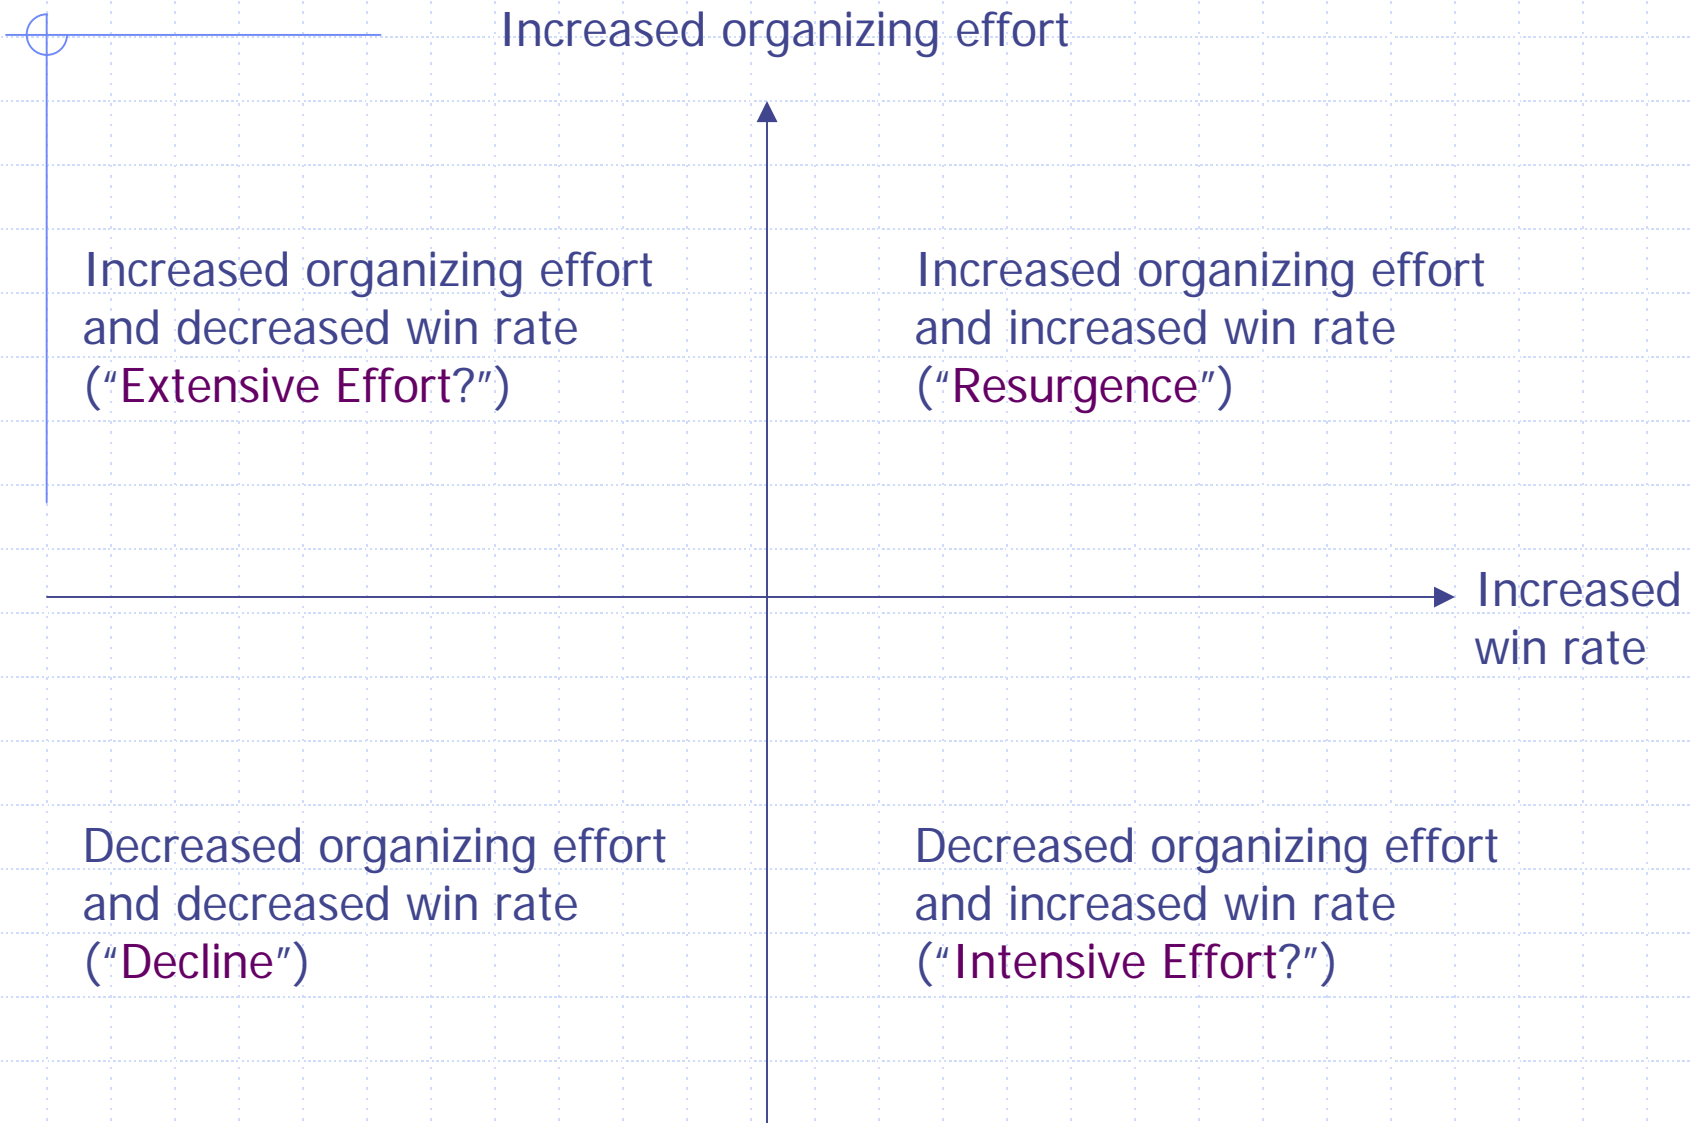 Increased organizing effort
Increased organizing effort
and decreased win rate
(“Extensive Effort?”)
Increased organizing effort
and increased win rate
(“Resurgence”)
Increased
win rate
Decreased organizing effort
and decreased win rate
(“Decline”)
Decreased organizing effort
and increased win rate
(“Intensive Effort?”)